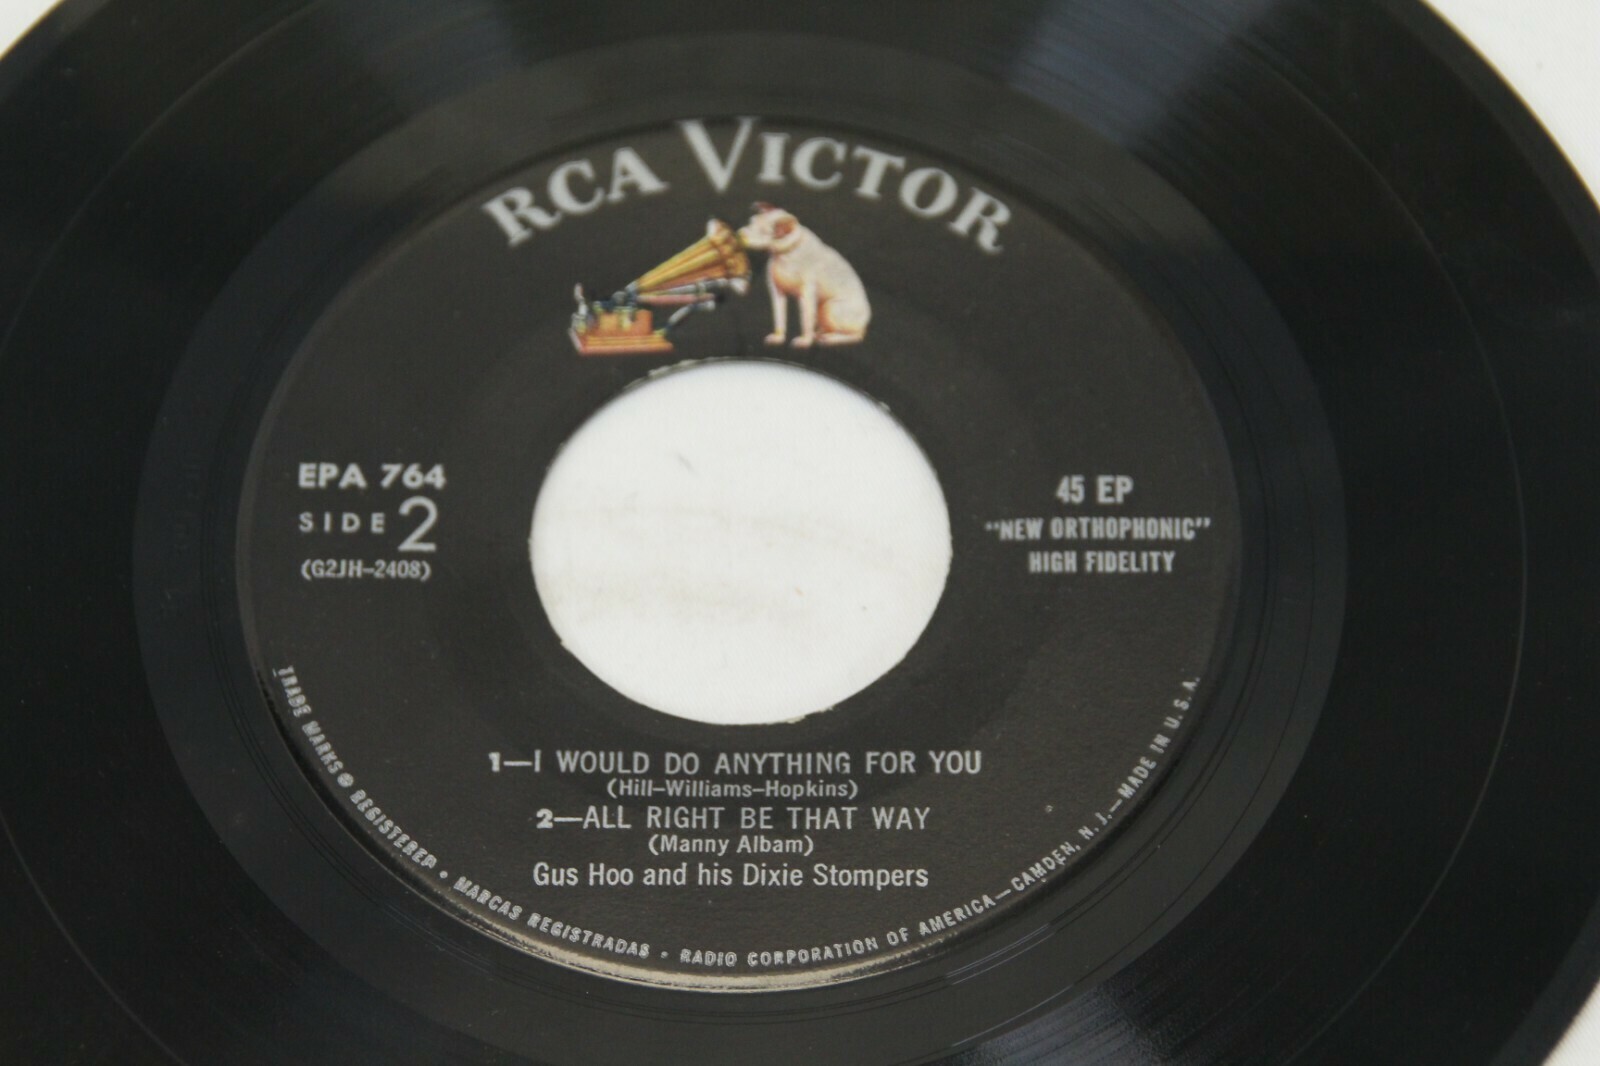 RCA VICTOR
EPA 764
SIDE 2
(G2JH-2408)
45 EP
"NEW ORTHOPHONIC"
HIGH FIDELITY
1—I WOULD DO ANYTHING FOR YOU
(Hill-Williams-Hopkins)
2—ALL RIGHT BE THAT WAY
(Manny Albam)
Gus Hoo and his Dixie Stompers
TRADE MARKS ® REGISTERED • MARCAS REGISTRADAS • RADIO CORPORATION OF AMERICA—CAMDEN, N. J.—MADE IN U. S. A.